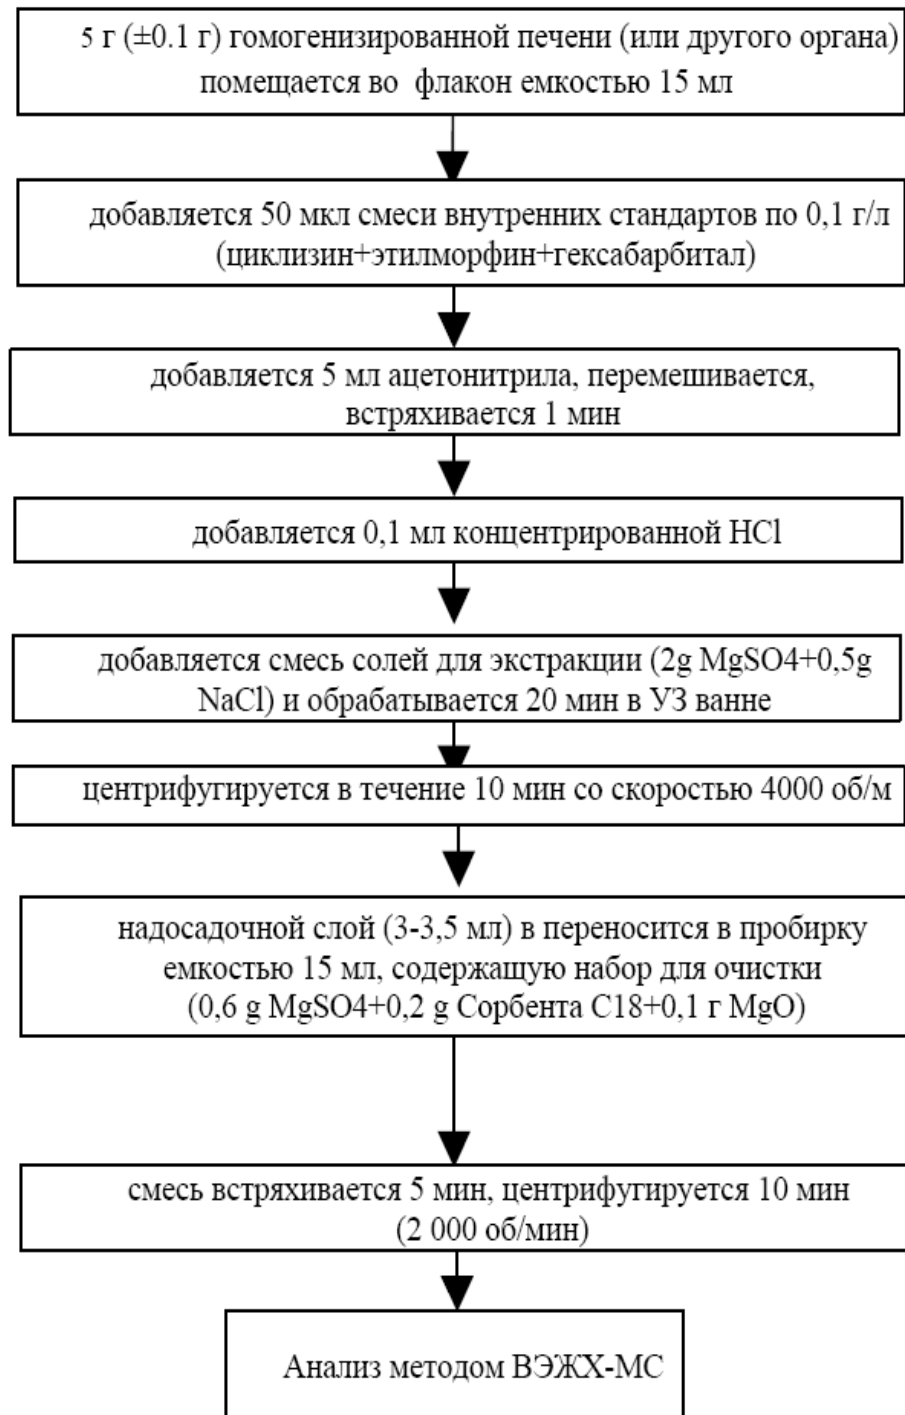 5 г (±0.1 г) гомогенизированной печени (или другого органа)
помещается во флакон емкостью 15 мл
добавляется 50 мкл смеси внутренних стандартов по 0,1 г/л
(циклизин+этилморфин+гексабарбитал)
добавляется 5 мл ацетонитрила, перемешивается,
встряхивается 1 мин
добавляется 0,1 мл концентрированной HCl
добавляется смесь солей для экстракции (2g MgSO4+0,5g
NaCl) и обрабатывается 20 мин в УЗ ванне
центрифугируется в течение 10 мин со скоростью 4000 об/м
надосадочной слой (3-3,5 мл) в переносится в пробирку
емкостью 15 мл, содержащую набор для очистки
(0,6 g MgSO4+0,2 g Сорбента C18+0,1 г MgO)
смесь встряхивается 5 мин, центрифугируется 10 мин
(2 000 об/мин)
Анализ методом ВЭЖХ-МС